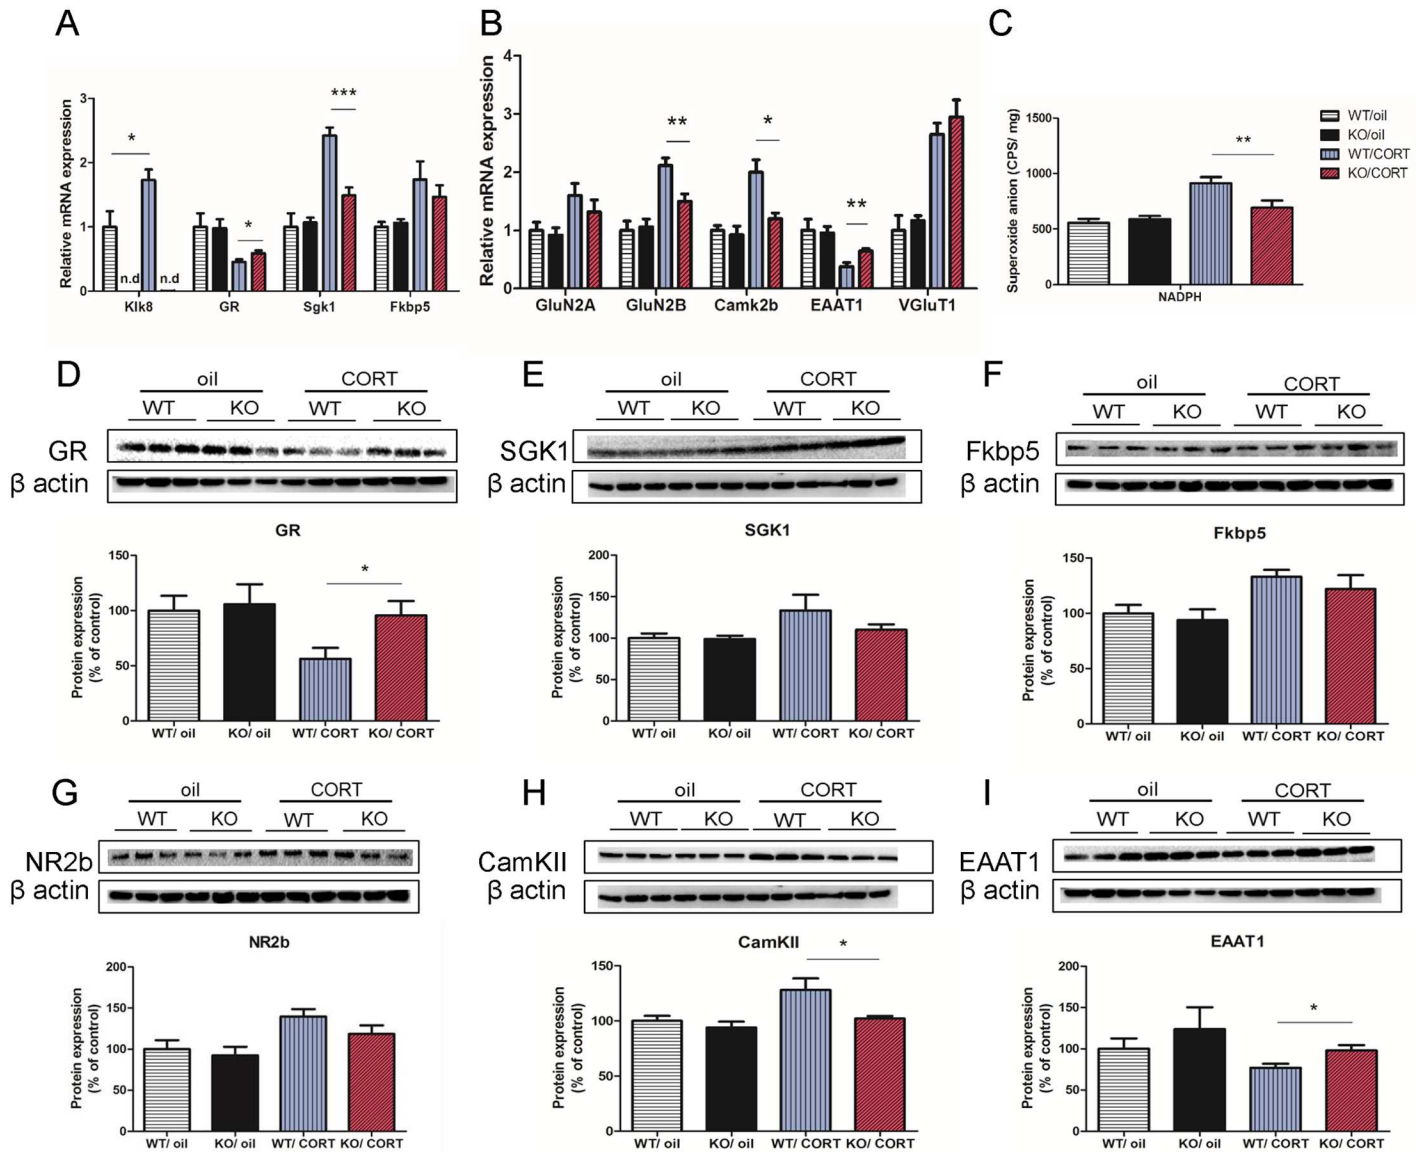 A
B
C
Relative mRNA expression
3
2
1
0
*
n.d
n.d
*
***
Klk8
GR
Sgk1
Fkbp5
Relative mRNA expression
4
3
2
1
0
**
*
**
GluN2A
GluN2B
Camk2b
EAAT1
VGluT1
Superoxide anion (CPS/ mg)
1500
1000
500
0
**
NADPH
WT/oil
KO/oil
WT/CORT
KO/CORT
D
oil
CORT
WT
KO
WT
KO
GR
β actin
GR
Protein expression
(% of control)
150
100
50
0
*
WT/ oil
KO/ oil
WT/ CORT
KO/ CORT
E
oil
CORT
WT
KO
WT
KO
SGK1
β actin
SGK1
Protein expression
(% of control)
200
150
100
50
0
WT/ oil
KO/ oil
WT/ CORT
KO/ CORT
F
oil
CORT
WT
KO
WT
KO
Fkbp5
β actin
Fkbp5
Protein expression
(% of control)
150
100
50
0
WT/ oil
KO/ oil
WT/ CORT
KO/ CORT
G
oil
CORT
WT
KO
WT
KO
NR2b
β actin
NR2b
Protein expression
(% of control)
200
150
100
50
0
WT/ oil
KO/ oil
WT/ CORT
KO/ CORT
H
oil
CORT
WT
KO
WT
KO
CamKII
β actin
CamKII
Protein expression
(% of control)
150
100
50
0
*
WT/ oil
KO/ oil
WT/ CORT
KO/ CORT
I
oil
CORT
WT
KO
WT
KO
EAAT1
β actin
EAAT1
Protein expression
(% of control)
200
150
100
50
0
*
WT/ oil
KO/ oil
WT/ CORT
KO/ CORT